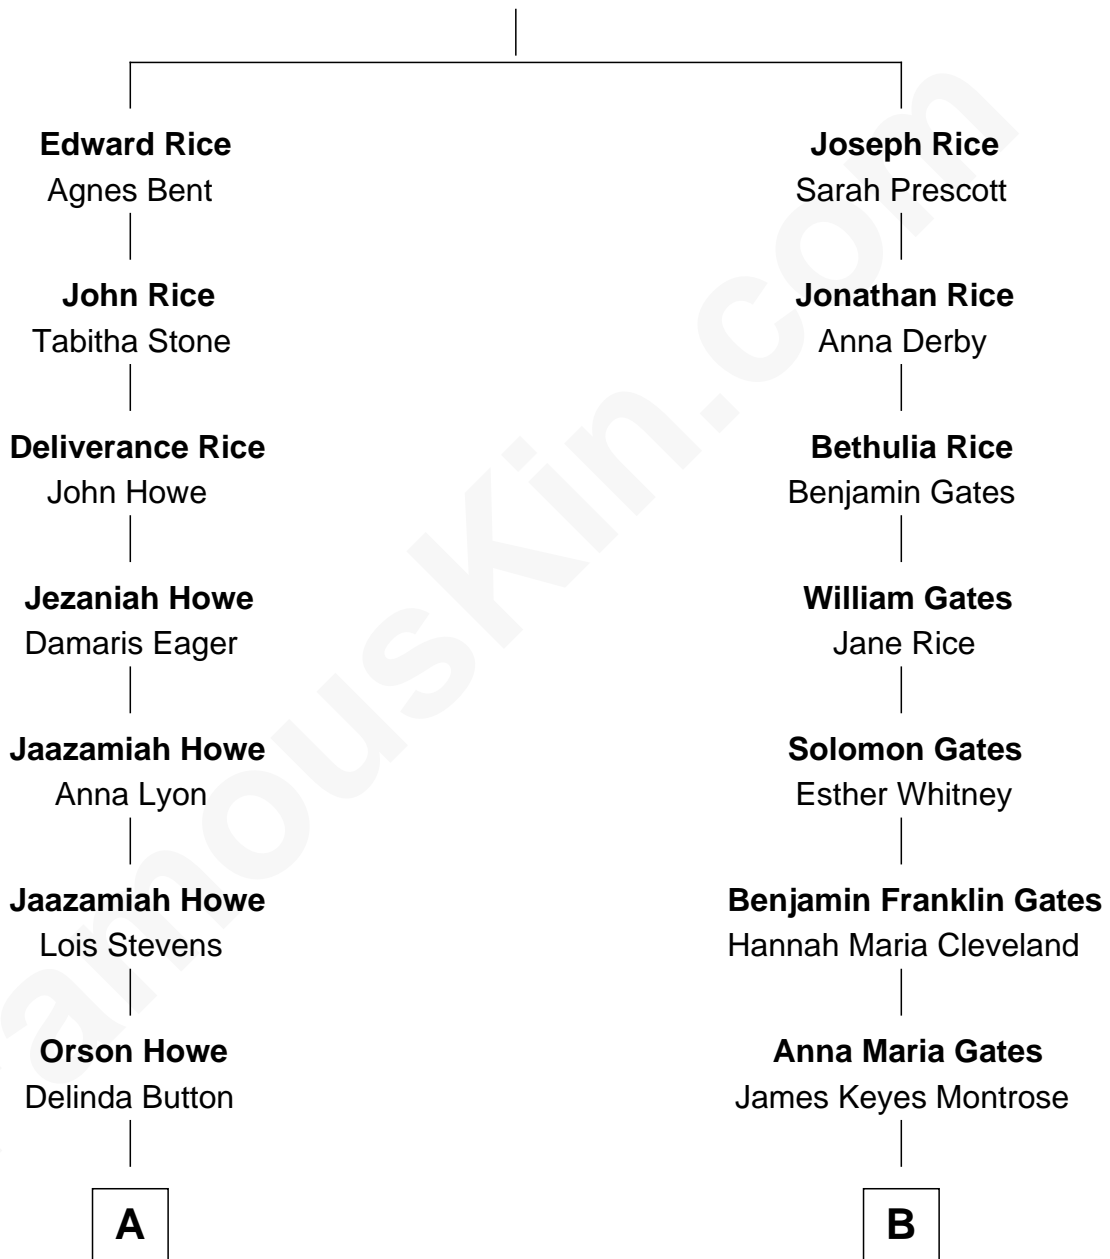 Edward Rice
Agnes Bent
John Rice
Tabitha Stone
Deliverance Rice
John Howe
Jezaniah Howe
Damaris Eager
Jaazamiah Howe
Anna Lyon
Jaazamiah Howe
Lois Stevens
Orson Howe
Delinda Button
A
Joseph Rice
Sarah Prescott
Jonathan Rice
Anna Derby
Bethulia Rice
Benjamin Gates
William Gates
Jane Rice
Solomon Gates
Esther Whitney
Benjamin Franklin Gates
Hannah Maria Cleveland
Anna Maria Gates
James Keyes Montrose
B
amousKin.com